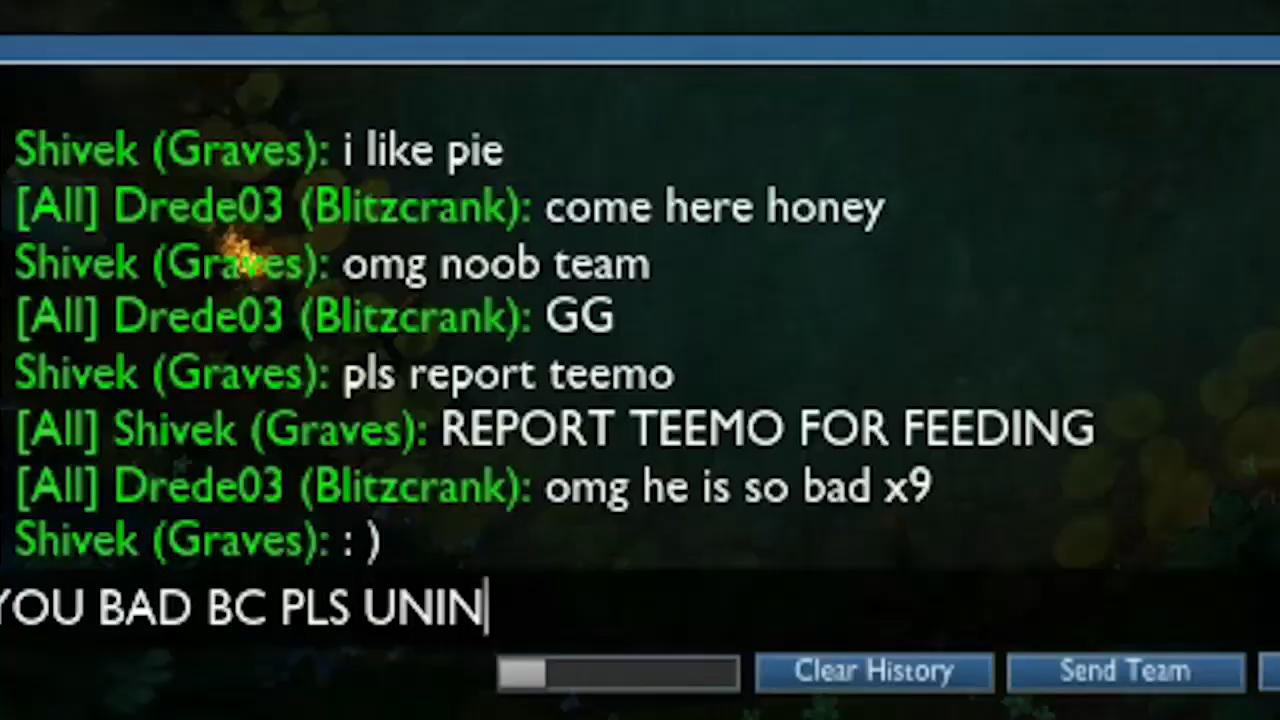 Shivek (Graves): i like pie
[All] Drede03 (Blitzcrank): come here honey
Shivek (Graves): omg noob team
[All] Drede03 (Blitzcrank): GG
Shivek (Graves): pls report teemo
[All] Shivek (Graves): REPORT TEEMO FOR FEEDING
[All] Drede03 (Blitzcrank): omg he is so bad x9
Shivek (Graves): : )
YOU BAD BC PLS UNIN
Clear History
Send Team